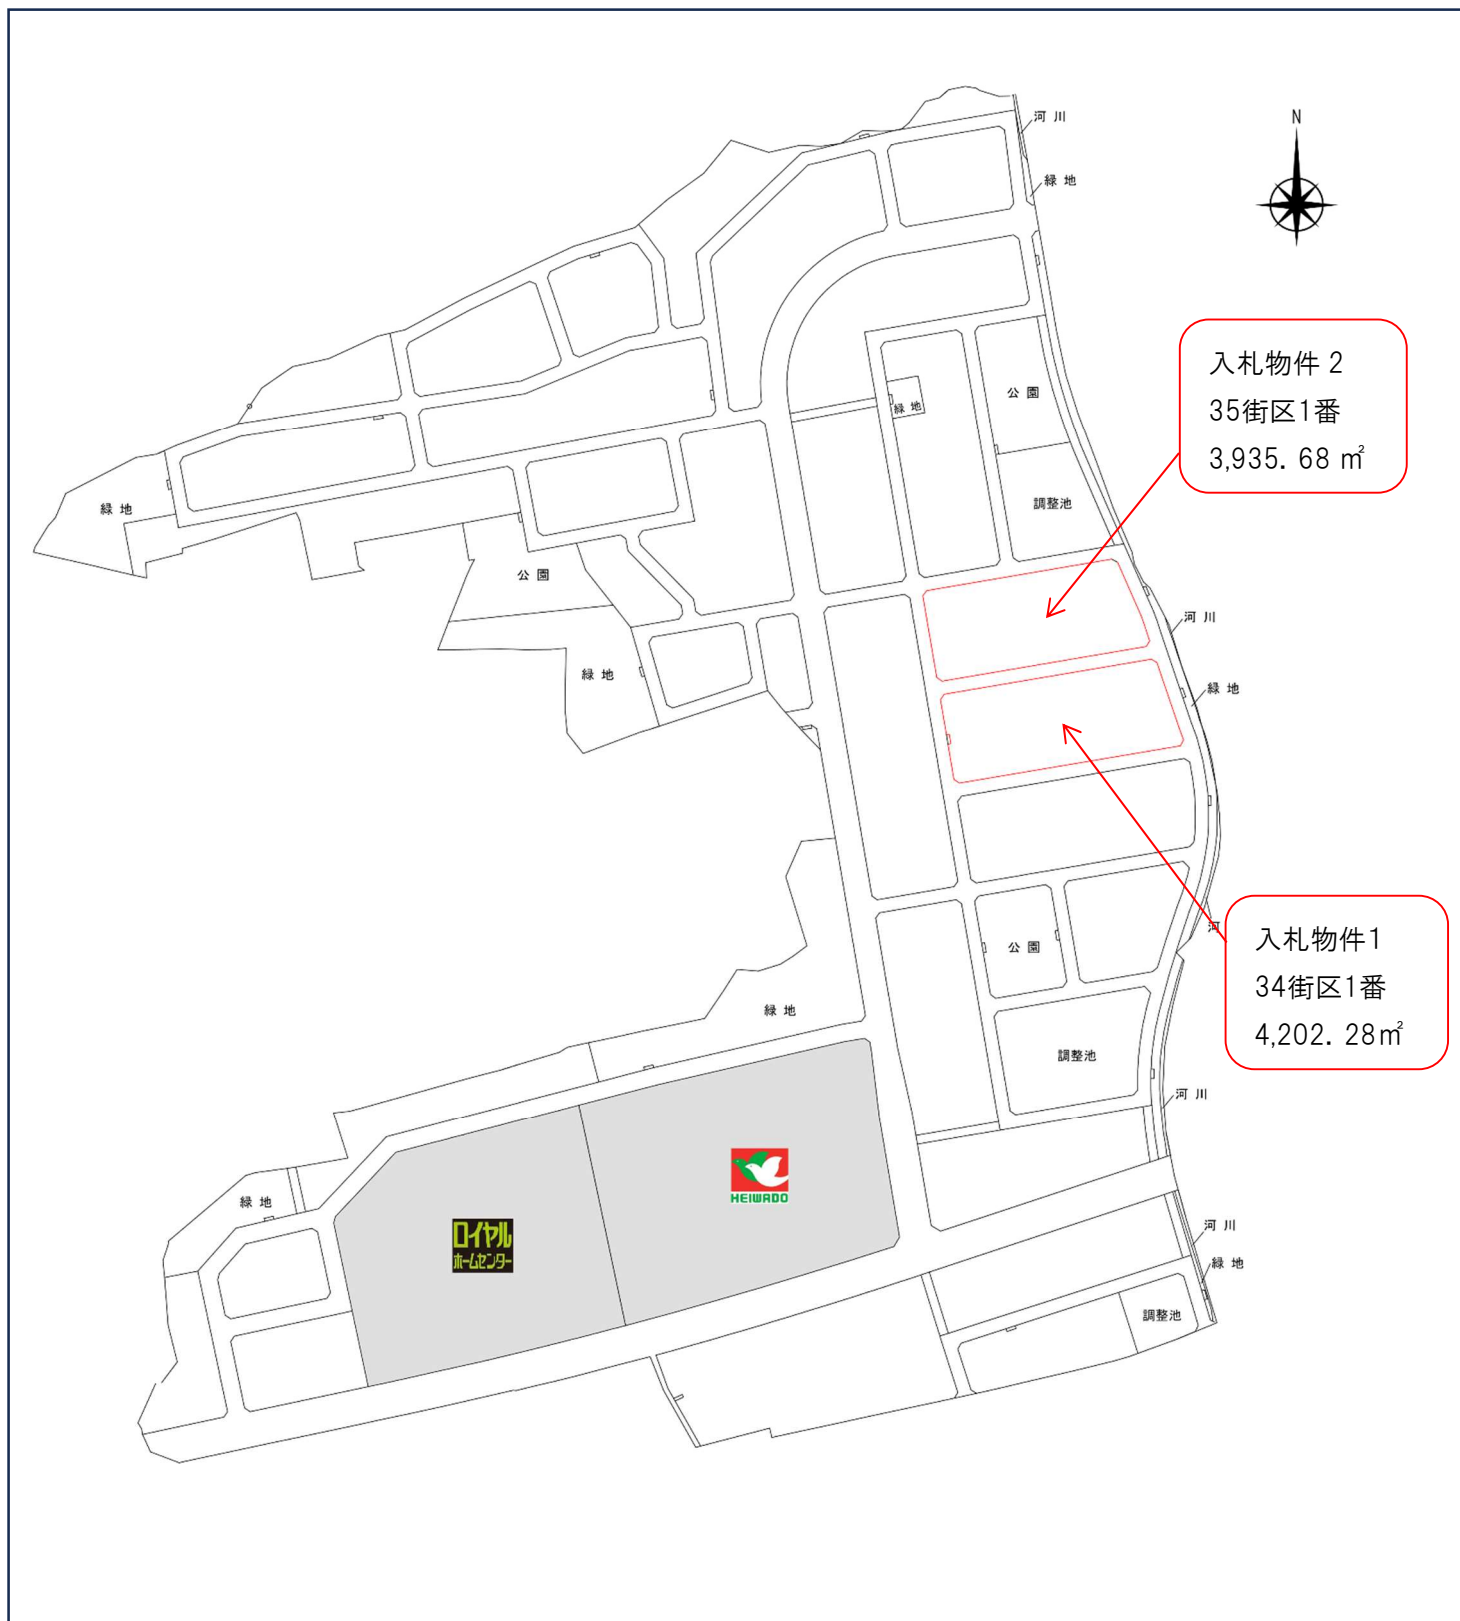 河 川
N
緑 地
入札物件 2
35街区1番
3,935. 68 ㎡
公 園
緑 地
調整池
緑 地
公 園
河 川
緑 地
緑 地
河
入札物件1
34街区1番
4,202. 28㎡
公 園
緑 地
調整池
河 川
HEIWADO
緑 地
ロイヤル
ホームセンター
河 川
緑 地
調整池